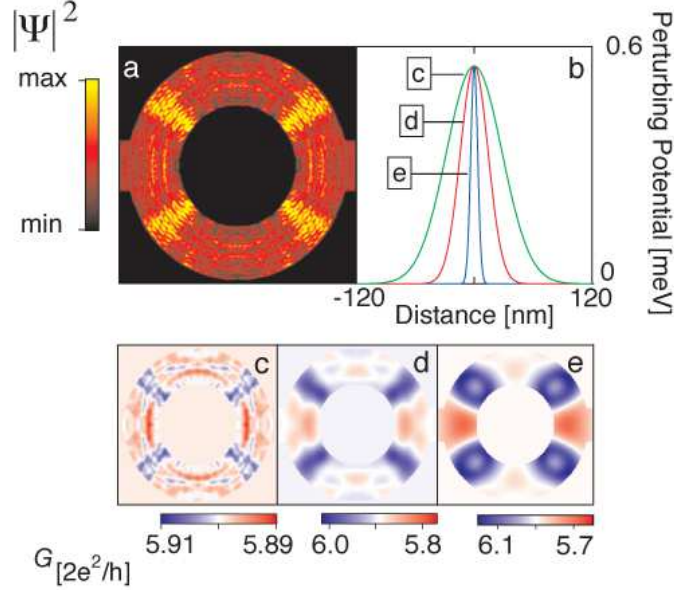 |Ψ|²
max
min
a
b
c
d
e
0.6
0
Perturbing Potential [meV]
-120
120
Distance [nm]
c
d
e
5.91
5.89
6.0
5.8
6.1
5.7
G [2e²/h]